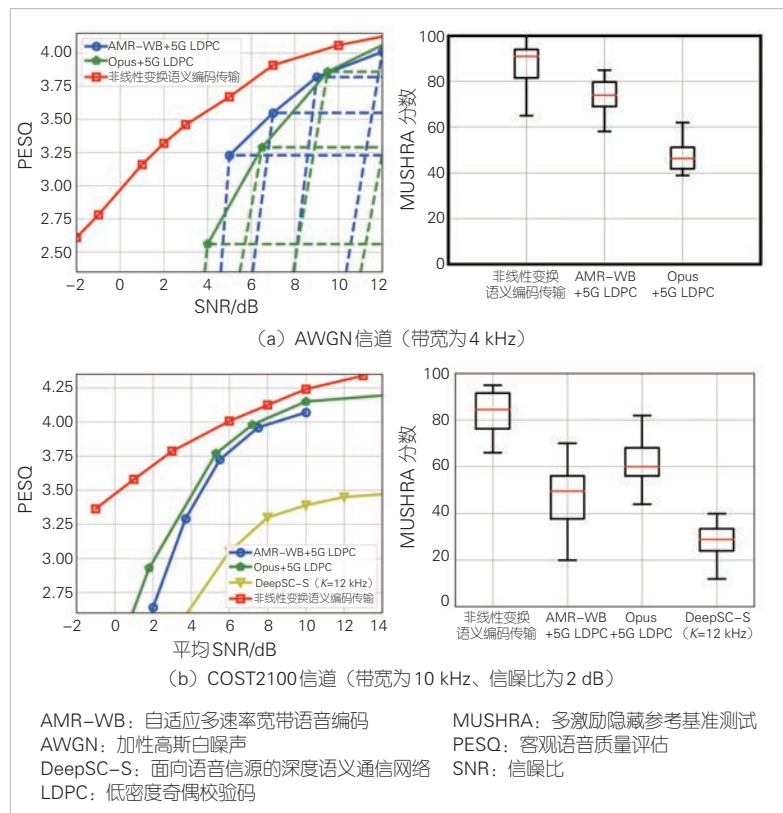 AMR-WB+5G LDPC
Opus+5G LDPC
非线性变换语义编码传输
PESQ
4.00
3.75
3.50
3.25
3.00
2.75
2.50
-2 0 2 4 6 8 10 12
SNR/dB
MUSHRA 分数
100
80
60
40
20
0
非线性变换 AMR-WB Opus
语义编码传输 +5G LDPC +5G LDPC
(a) AWGN信道（带宽为4 kHz）
PESQ
4.25
4.00
3.75
3.50
3.25
3.00
2.75
AMR-WB+5G LDPC
Opus+5G LDPC
DeepSC-S（K=12 kHz）
非线性变换语义编码传输
-2 0 2 4 6 8 10 12 14
平均SNR/dB
MUSHRA 分数
100
80
60
40
20
0
非线性变换 AMR-WB Opus DeepSC-S
语义编码传输 +5G LDPC +5G LDPC （K=12 kHz）
(b) COST2100信道（带宽为10 kHz、信噪比为2 dB）
AMR-WB：自适应多速率宽带语音编码
AWGN：加性高斯白噪声
DeepSC-S：面向语音信源的深度语义通信网络
LDPC：低密度奇偶校验码
MUSHRA：多激励隐藏参考基准测试
PESQ：客观语音质量评估
SNR：信噪比